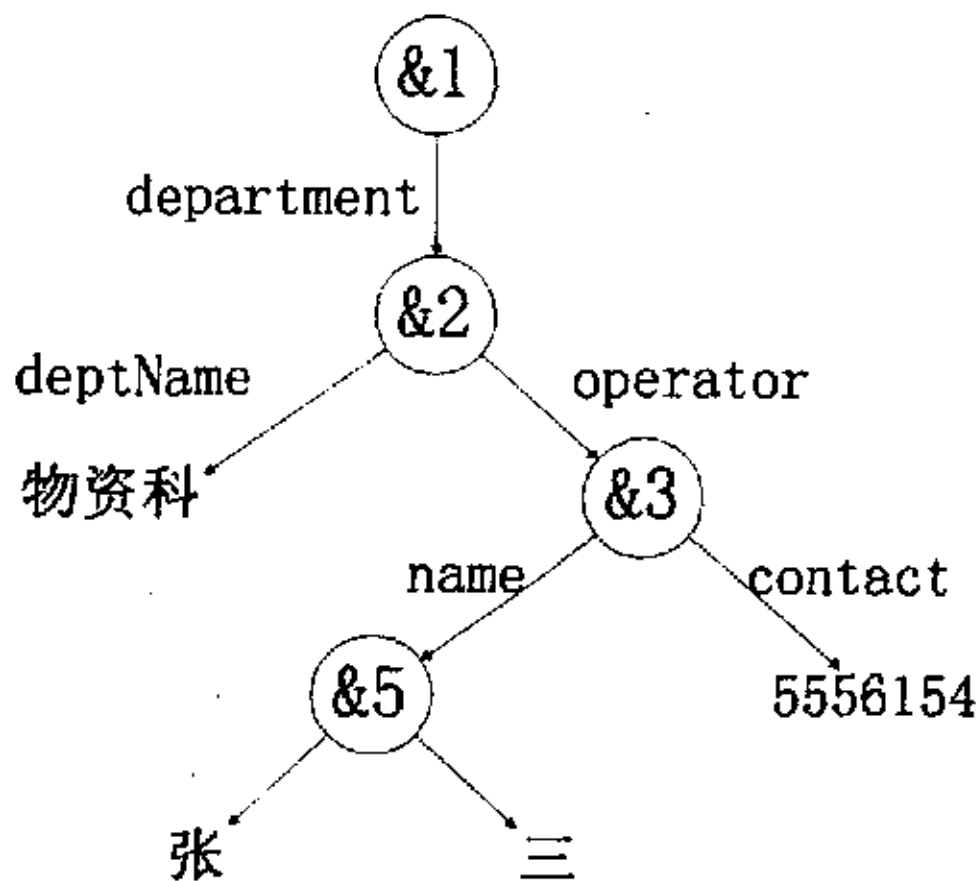 &1
department
&2
deptName
operator
物资科
&3
name
contact
&5
5556154
张
三